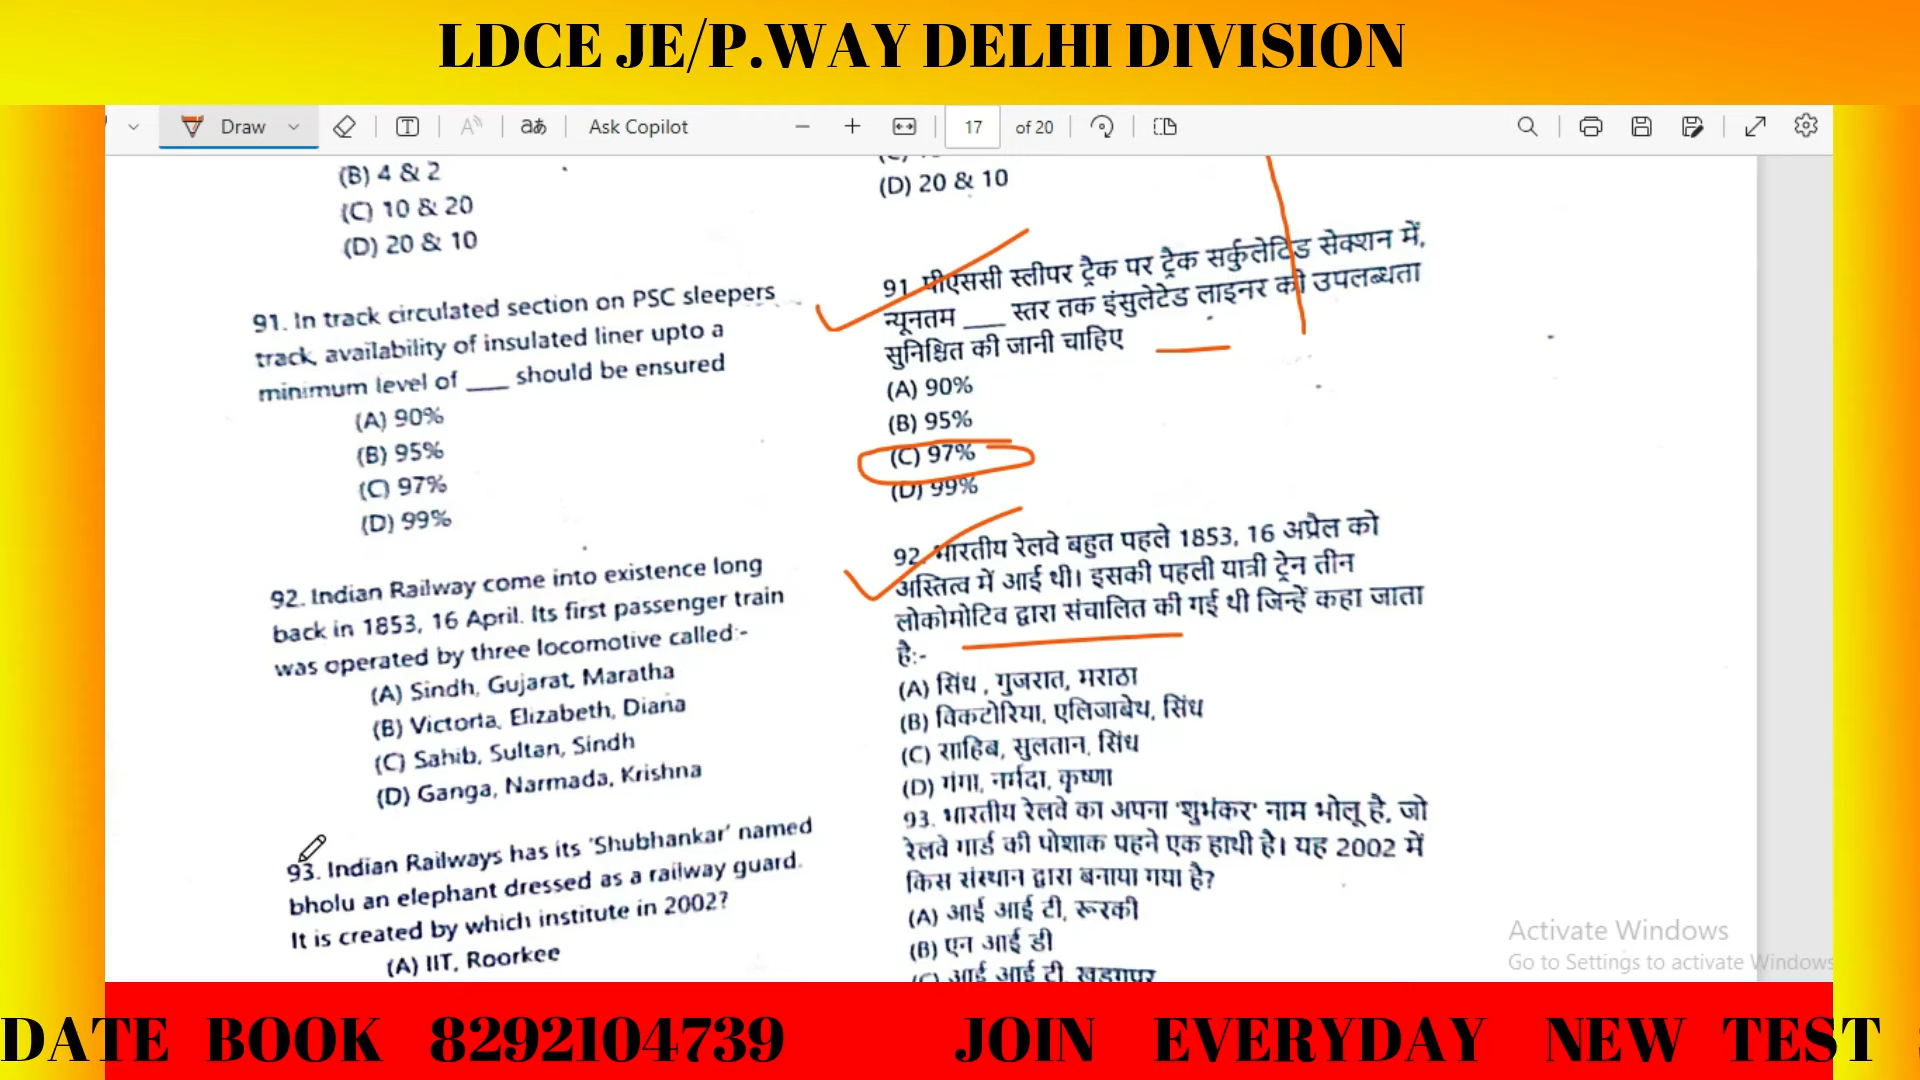 LDCE JE/P.WAY DELHI DIVISION
Draw
Ask Copilot
17 of 20
(B) 4 & 2
(C) 10 & 20
(D) 20 & 10
91. In track circulated section on PSC sleepers
track, availability of insulated liner upto a
minimum level of ___ should be ensured
(A) 90%
(B) 95%
(C) 97%
(D) 99%
92. Indian Railway come into existence long
back in 1853, 16 April. Its first passenger train
was operated by three locomotive called:-
(A) Sindh, Gujarat, Maratha
(B) Victoria, Elizabeth, Diana
(C) Sahib, Sultan, Sindh
(D) Ganga, Narmada, Krishna
93. Indian Railways has its 'Shubhankar' named
bholu an elephant dressed as a railway guard.
It is created by which institute in 2002?
(A) IIT, Roorkee
(D) 20 & 10
91. पीएससी स्लीपर ट्रैक पर ट्रैक सर्कुलेटिड सेक्शन में,
न्यूनतम ___ स्तर तक इंसुलेटेड लाइनर की उपलब्धता
सुनिश्चित की जानी चाहिए
(A) 90%
(B) 95%
(C) 97%
(D) 99%
92. भारतीय रेलवे बहुत पहले 1853, 16 अप्रैल को
अस्तित्व में आई थी। इसकी पहली यात्री ट्रेन तीन
लोकोमोटिव द्वारा संचालित की गई थी जिन्हें कहा जाता
है:-
(A) सिंध , गुजरात, मराठा
(B) विकटोरिया, एलिजाबेथ, सिंध
(C) साहिब, सुलतान, सिंध
(D) गंगा, नर्मदा, कृष्णा
93. भारतीय रेलवे का अपना 'शुभंकर' नाम भोलू है, जो
रेलवे गार्ड की पोशाक पहने एक हाथी है। यह 2002 में
किस संस्थान द्वारा बनाया गया है?
(A) आई आई टी, रूरकी
(B) एन आई डी
(C) आई आई टी, खड़गपुर
Activate Windows
Go to Settings to activate Windows
DATE BOOK 8292104739 JOIN EVERYDAY NEW TEST